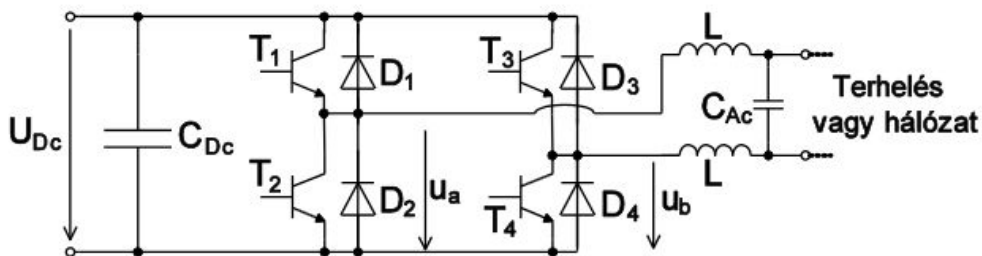 L
T1
T3
D1
D3
CAc
Terhelés
vagy hálózat
UDc
CDc
L
T2
ua
D2
T4
D4
ub